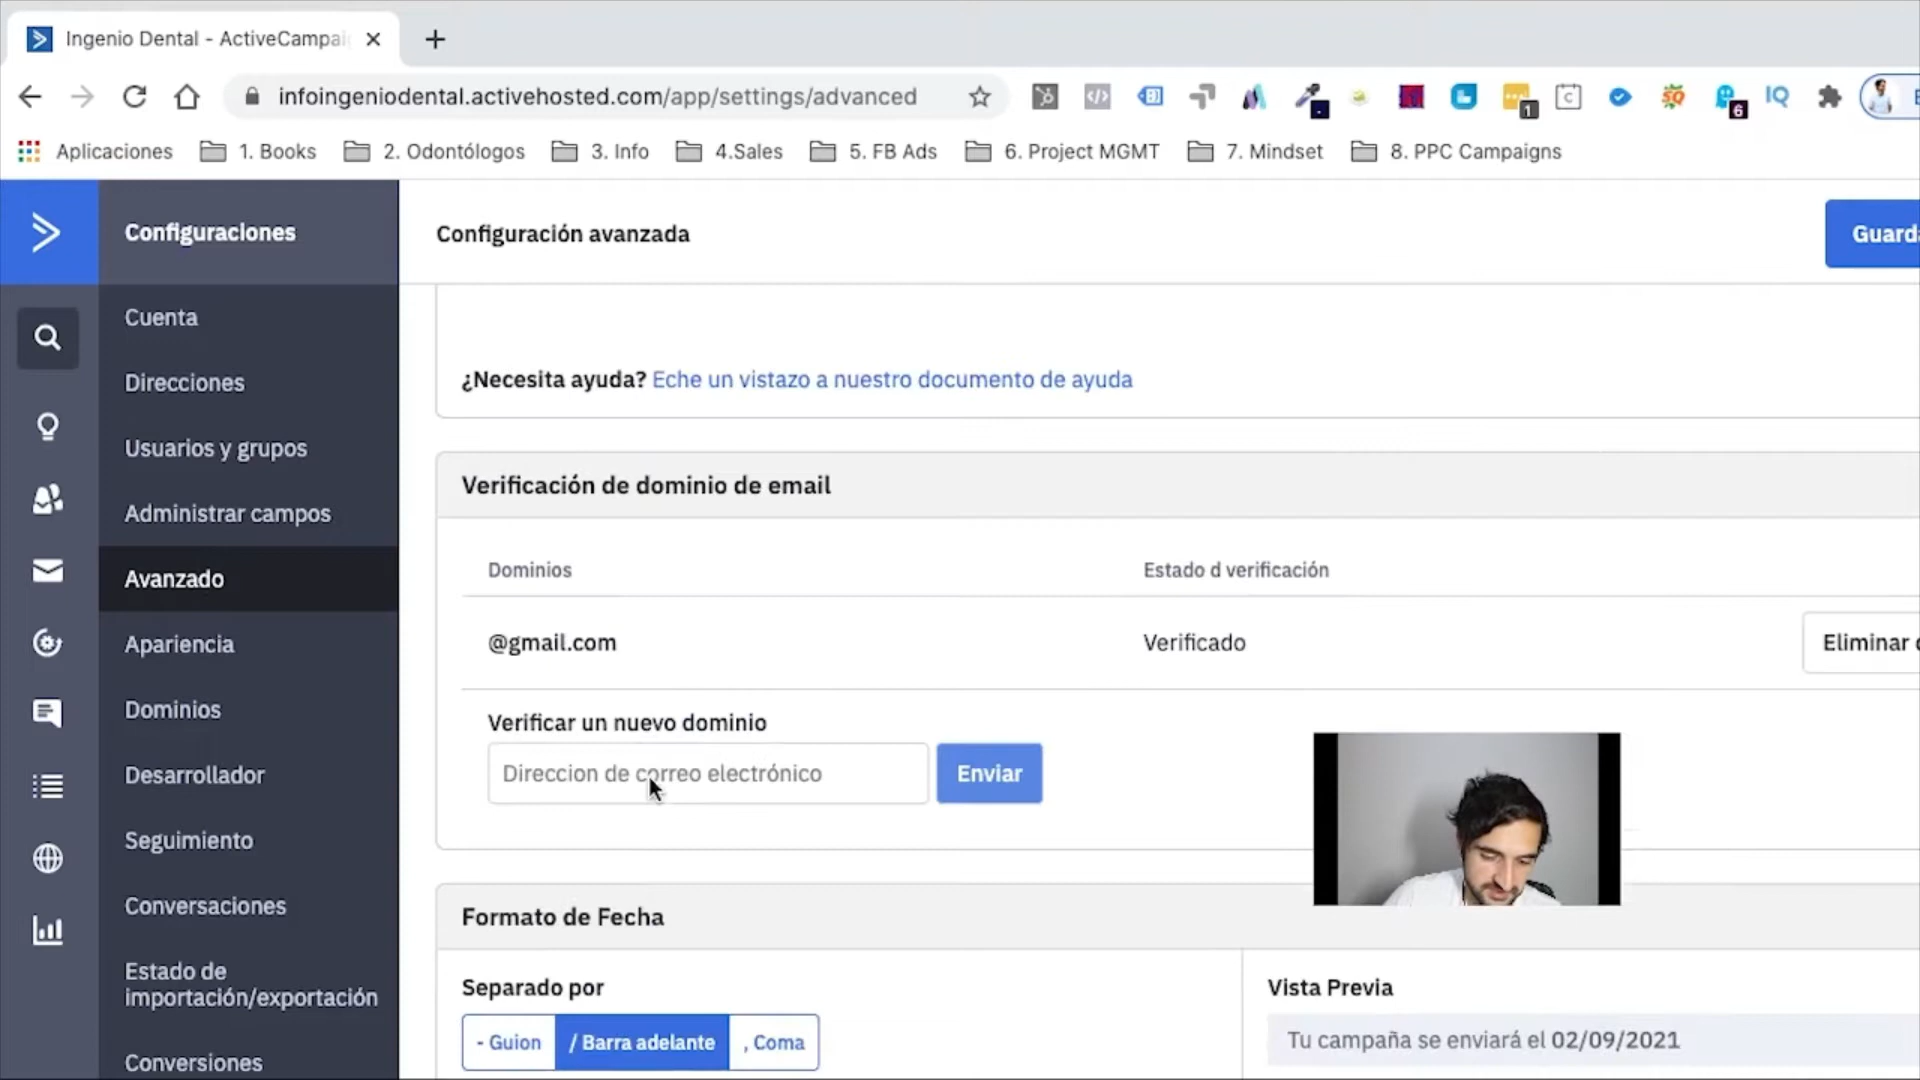 Ingenio Dental - ActiveCampai
infoingeniodental.activehosted.com/app/settings/advanced
1
6
IQ
Aplicaciones
1. Books
2. Odontólogos
3. Info
4.Sales
5. FB Ads
6. Project MGMT
7. Mindset
8. PPC Campaigns
Configuraciones
Configuración avanzada
Guard
Cuenta
Direcciones
Usuarios y grupos
Administrar campos
Avanzado
Apariencia
Dominios
Desarrollador
Seguimiento
Conversaciones
Estado de
importación/exportación
Conversiones
¿Necesita ayuda? Eche un vistazo a nuestro documento de ayuda
Verificación de dominio de email
Dominios
Estado d verificación
@gmail.com
Verificado
Eliminar
Verificar un nuevo dominio
Direccion de correo electrónico
Enviar
Formato de Fecha
Separado por
- Guion
/ Barra adelante
, Coma
Vista Previa
Tu campaña se enviará el 02/09/2021